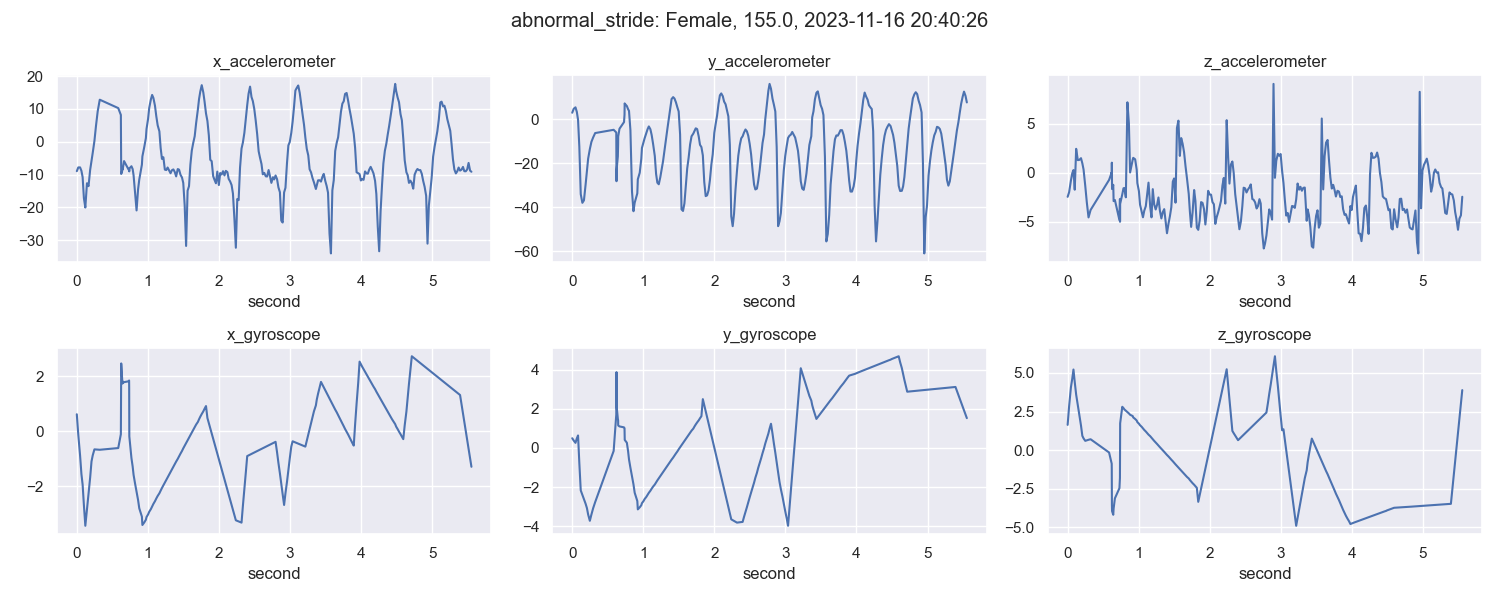 abnormal_stride: Female, 155.0, 2023-11-16 20:40:26
x_accelerometer
20
10
0
−10
−20
−30
0 1 2 3 4 5
second
y_accelerometer
0
−20
−40
−60
0 1 2 3 4 5
second
z_accelerometer
5
0
−5
0 1 2 3 4 5
second
x_gyroscope
2
0
−2
0 1 2 3 4 5
second
y_gyroscope
4
2
0
−2
−4
0 1 2 3 4 5
second
z_gyroscope
5.0
2.5
0.0
−2.5
−5.0
0 1 2 3 4 5
second